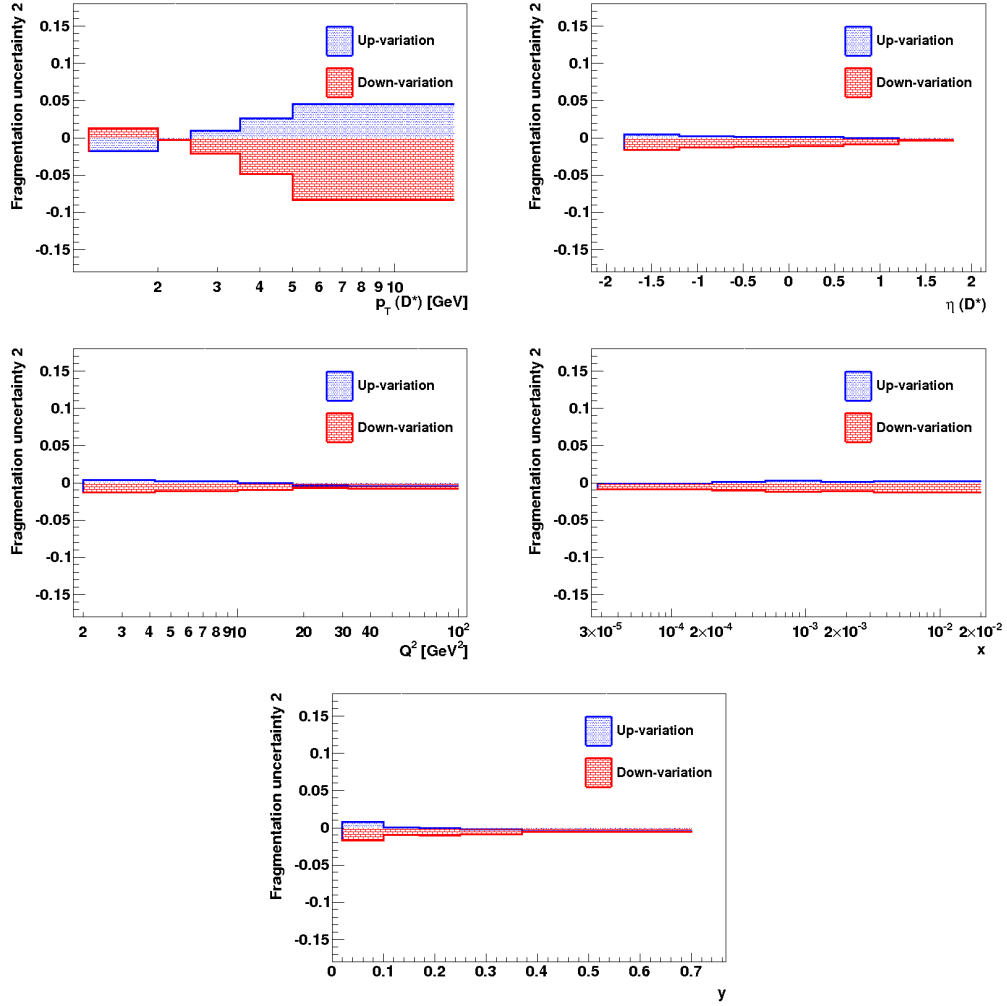 Fragmentation uncertainty 2
0.15
0.1
0.05
0
-0.05
-0.1
-0.15
Up-variation
Down-variation
2 3 4 5 6 7 8 9 10
p_T (D*) [GeV]
Fragmentation uncertainty 2
0.15
0.1
0.05
0
-0.05
-0.1
-0.15
Up-variation
Down-variation
-2 -1.5 -1 -0.5 0 0.5 1 1.5 2
η (D*)
Fragmentation uncertainty 2
0.15
0.1
0.05
0
-0.05
-0.1
-0.15
Up-variation
Down-variation
2 3 4 5 6 7 8 9 10 20 30 40 10²
Q² [GeV²]
Fragmentation uncertainty 2
0.15
0.1
0.05
0
-0.05
-0.1
-0.15
Up-variation
Down-variation
3×10⁻⁵ 10⁻⁴ 2×10⁻⁴ 10⁻³ 2×10⁻³ 10⁻² 2×10⁻²
x
Fragmentation uncertainty 2
0.15
0.1
0.05
0
-0.05
-0.1
-0.15
Up-variation
Down-variation
0 0.1 0.2 0.3 0.4 0.5 0.6 0.7
y